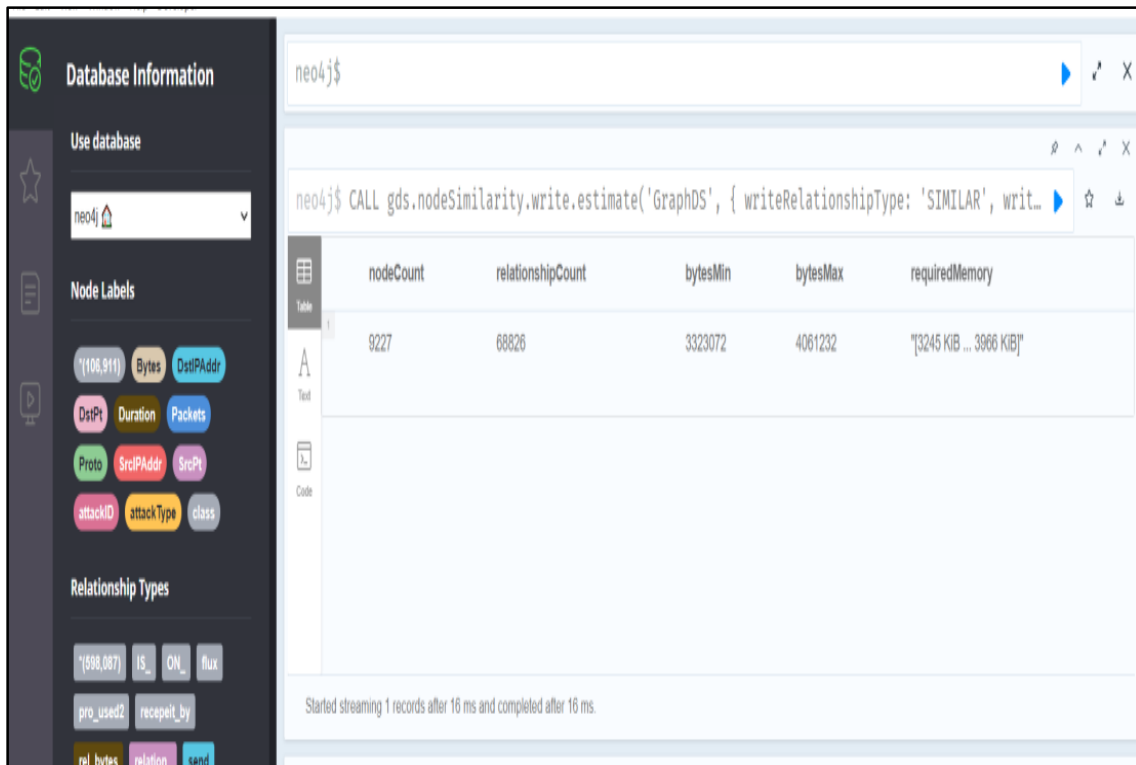 Database Information
Use database
neo4j
Node Labels
*(106,911) Bytes DstIPAddr
DstPt Duration Packets
Proto SrcIPAddr SrcPt
attackID attackType class
Relationship Types
*(598,087) IS_ ON_ flux
pro_used2 recepeit_by
rel_bytes relation_ send
neo4j$
neo4j$ CALL gds.nodeSimilarity.write.estimate('GraphDS', { writeRelationshipType: 'SIMILAR', writ…
Table
Text
Code
nodeCount relationshipCount bytesMin bytesMax requiredMemory
1
9227 68826 3323072 4061232 "[3245 KiB ... 3966 KiB]"
Started streaming 1 records after 16 ms and completed after 16 ms.